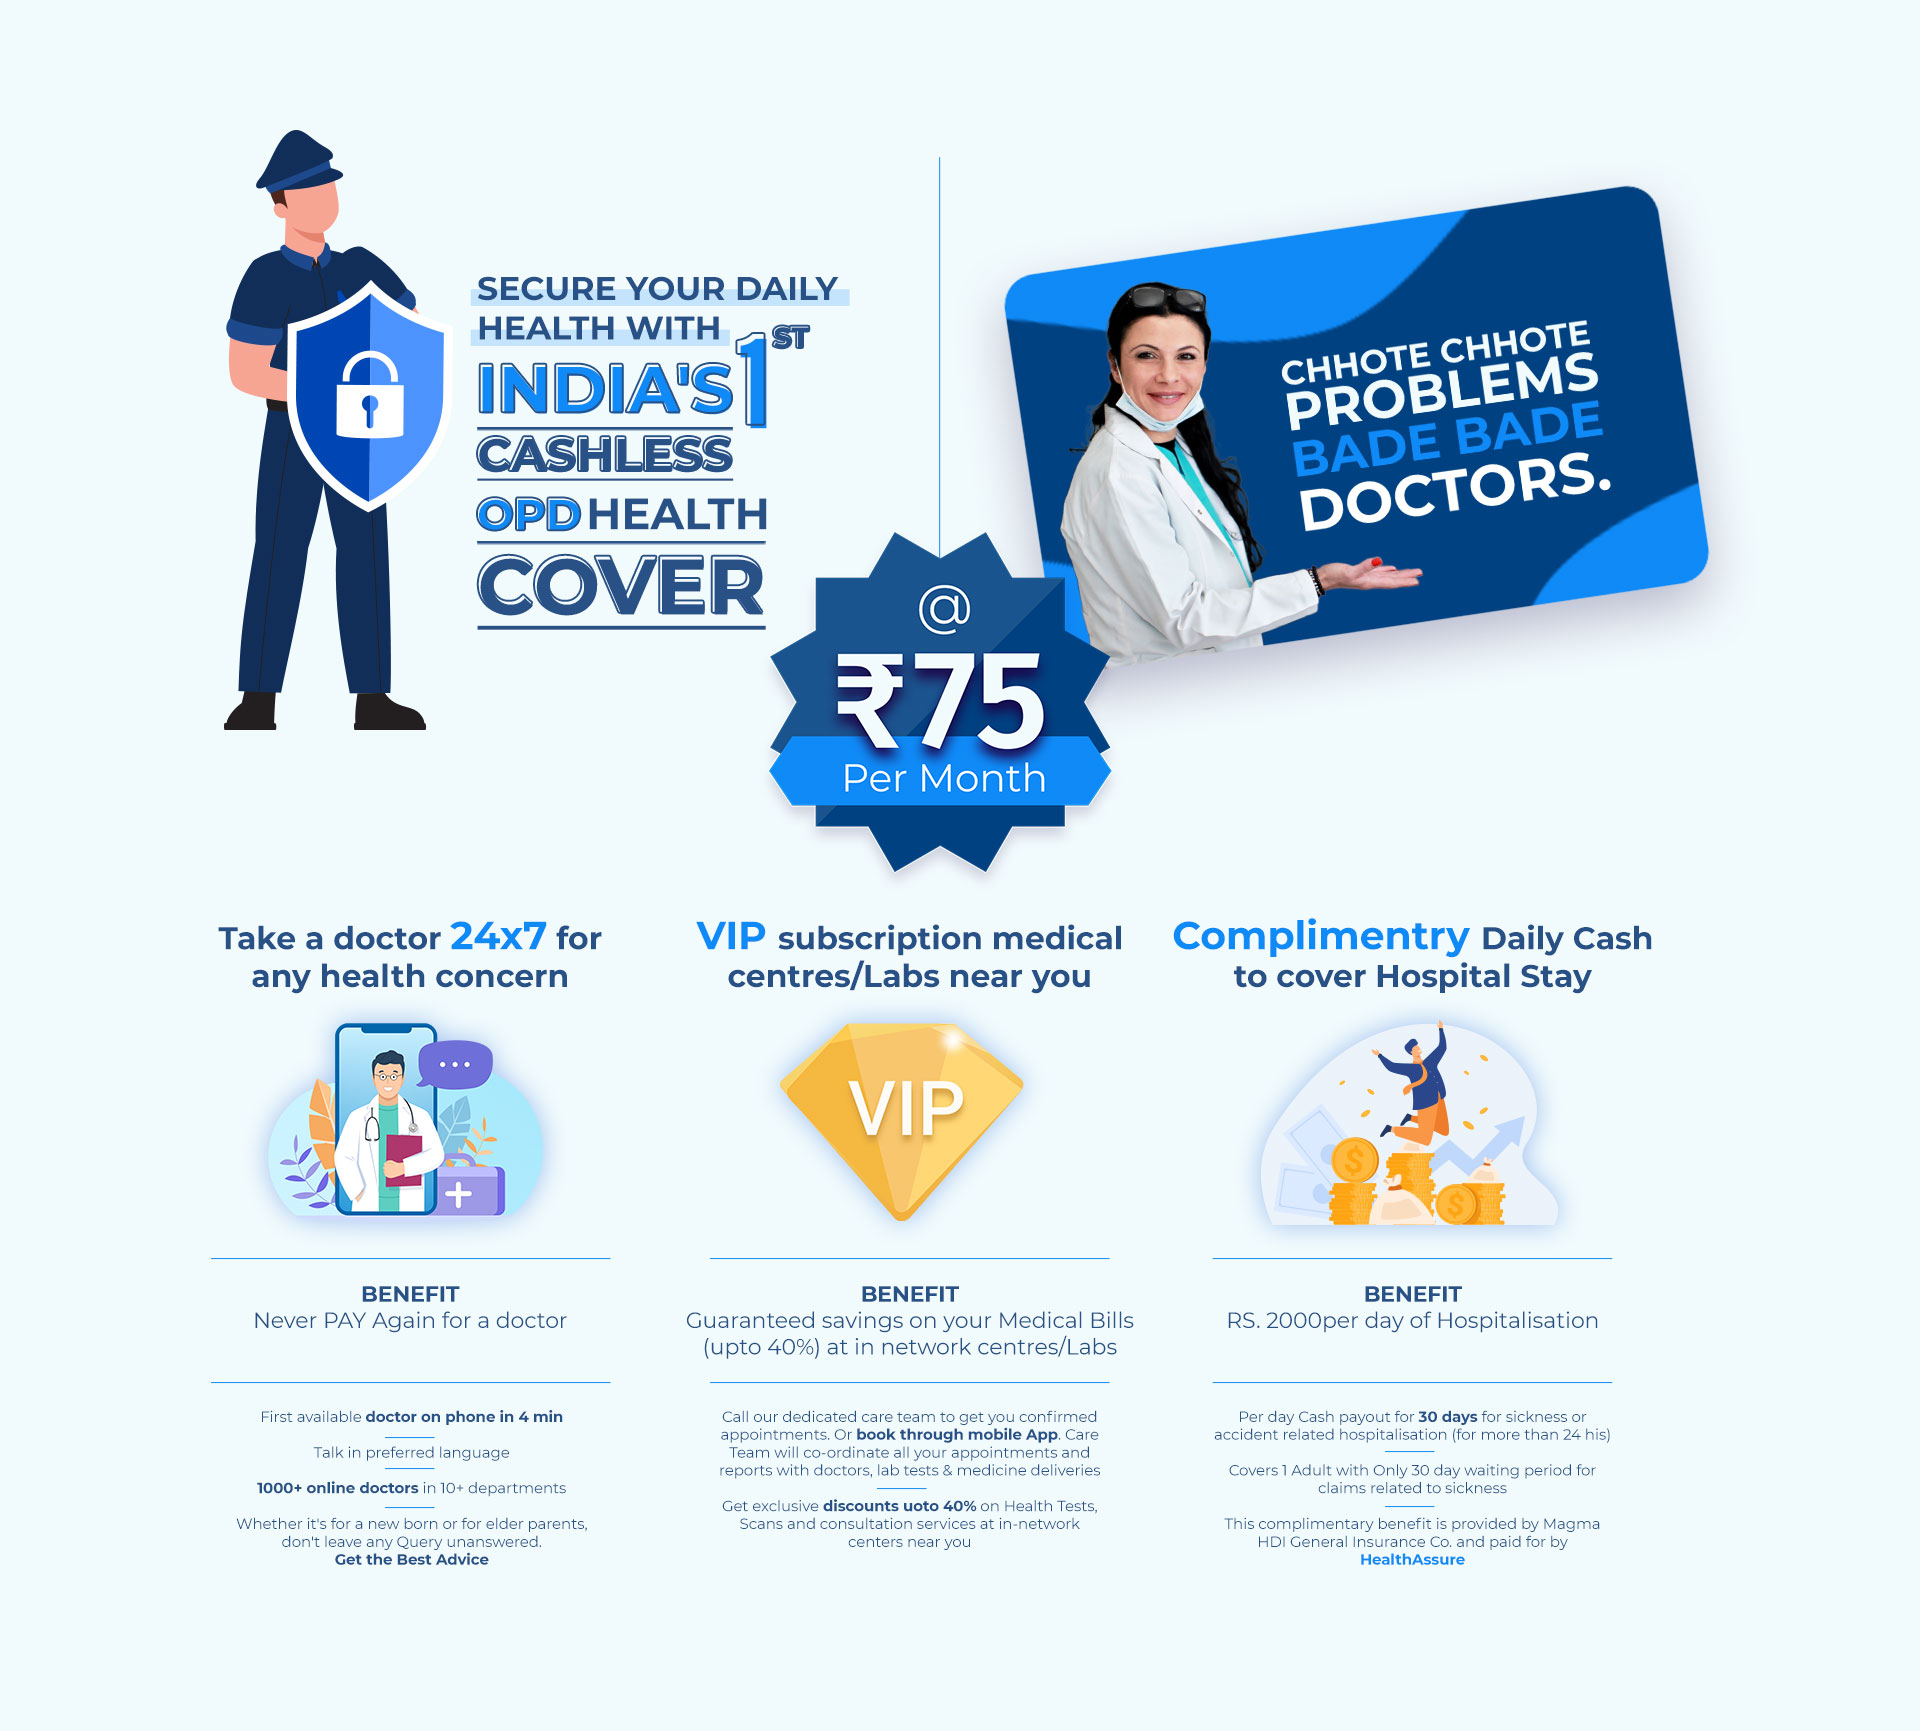 SECURE YOUR DAILY
HEALTH WITH
INDIA'S 1ST
CASHLESS
OPD HEALTH
COVER
CHHOTE CHHOTE
PROBLEMS
BADE BADE
DOCTORS.
@
₹75
Per Month
Take a doctor 24x7 for
any health concern
BENEFIT
Never PAY Again for a doctor
First available doctor on phone in 4 min
Talk in preferred language
1000+ online doctors in 10+ departments
Whether it's for a new born or for elder parents,
don't leave any Query unanswered.
Get the Best Advice
VIP subscription medical
centres/Labs near you
VIP
BENEFIT
Guaranteed savings on your Medical Bills
(upto 40%) at in network centres/Labs
Call our dedicated care team to get you confirmed
appointments. Or book through mobile App. Care
Team will co-ordinate all your appointments and
reports with doctors, lab tests & medicine deliveries
Get exclusive discounts uoto 40% on Health Tests,
Scans and consultation services at in-network
centers near you
Complimentry Daily Cash
to cover Hospital Stay
$
$
BENEFIT
RS. 2000per day of Hospitalisation
Per day Cash payout for 30 days for sickness or
accident related hospitalisation (for more than 24 his)
Covers 1 Adult with Only 30 day waiting period for
claims related to sickness
This complimentary benefit is provided by Magma
HDI General Insurance Co. and paid for by
HealthAssure